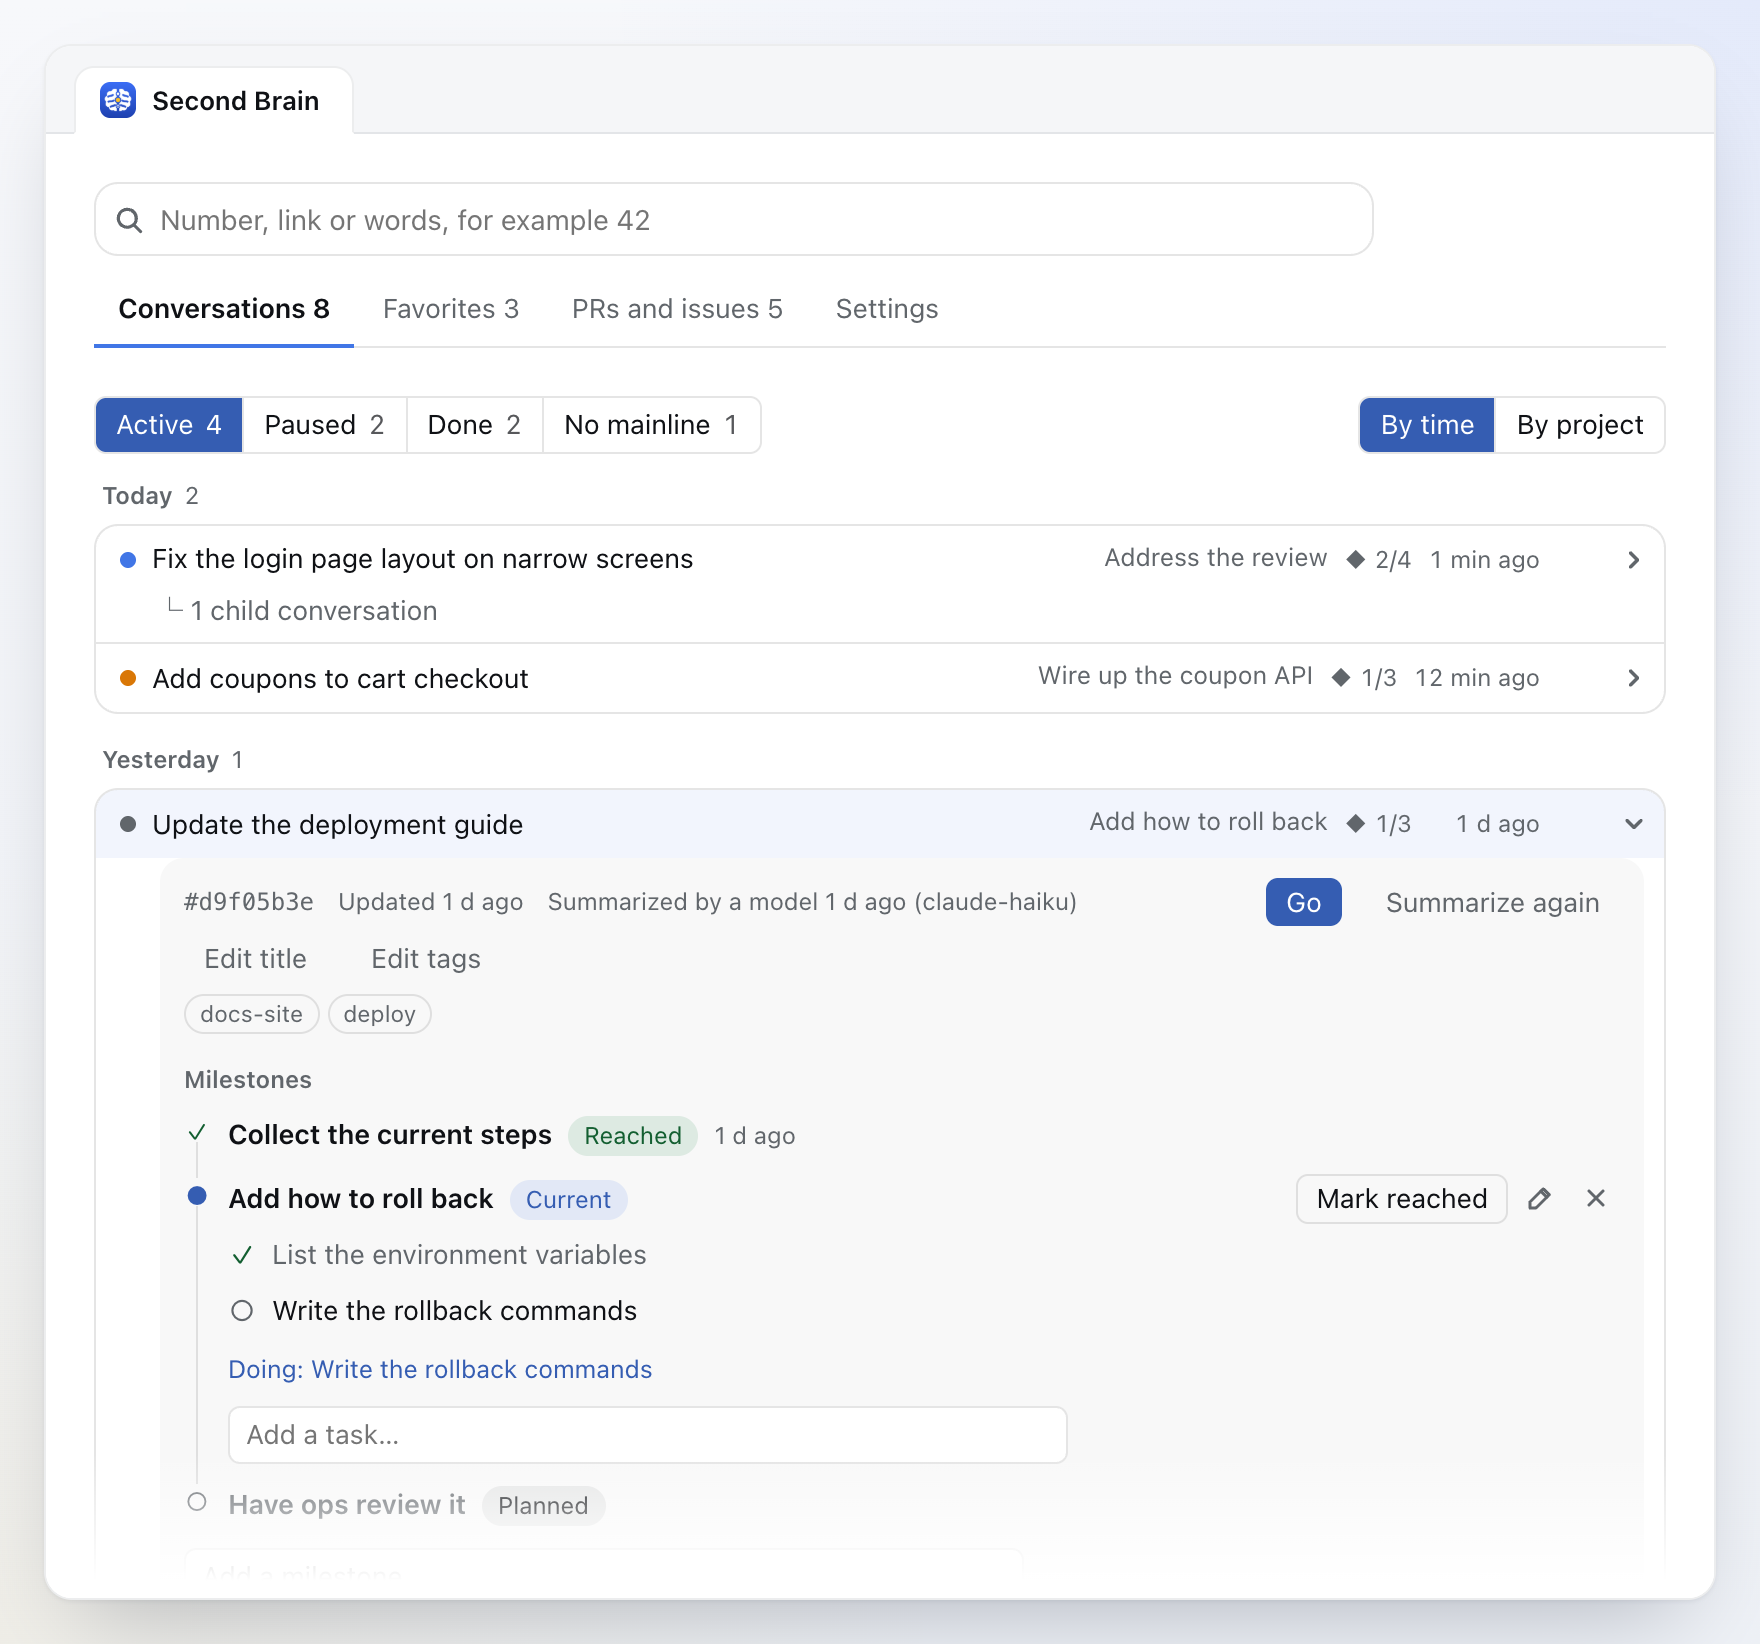 Second Brain
Number, link or words, for example 42
Conversations 8 Favorites 3 PRs and issues 5 Settings
Active 4 Paused 2 Done 2 No mainline 1 By time By project
Today 2
Fix the login page layout on narrow screens Address the review ◆ 2/4 1 min ago
1 child conversation
Add coupons to cart checkout Wire up the coupon API ◆ 1/3 12 min ago
Yesterday 1
Update the deployment guide Add how to roll back ◆ 1/3 1 d ago
#d9f05b3e Updated 1 d ago Summarized by a model 1 d ago (claude-haiku) Go Summarize again
Edit title Edit tags
docs-site deploy
Milestones
Collect the current steps Reached 1 d ago
Add how to roll back Current Mark reached
List the environment variables
Write the rollback commands
Doing: Write the rollback commands
Add a task...
Have ops review it Planned
Add a milestone